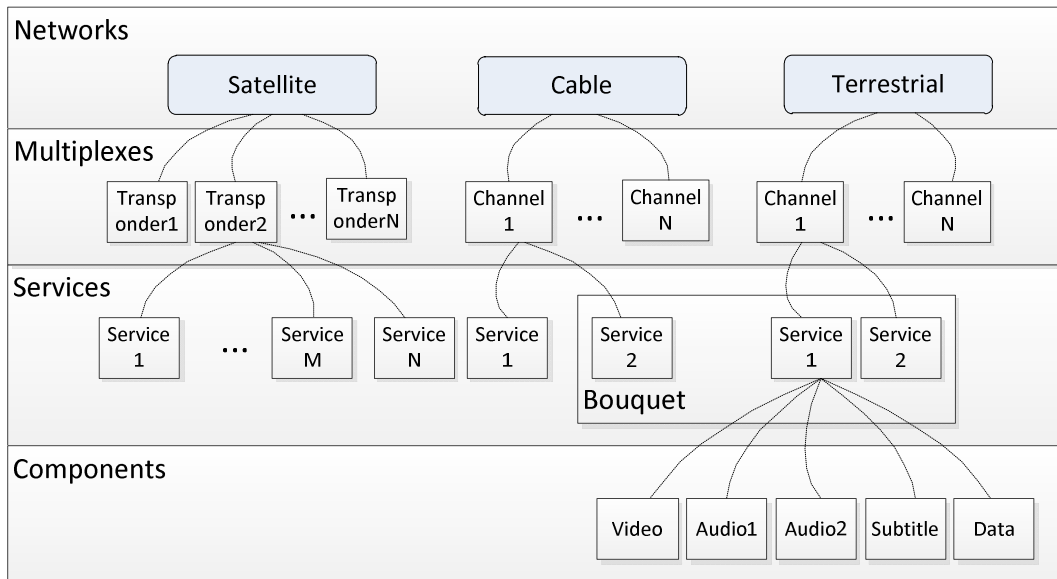 Networks
Satellite
Cable
Terrestrial
Multiplexes
Transp
onder1
Transp
onder2
...
Transp
onderN
Channel
1
...
Channel
N
Channel
1
...
Channel
N
Services
Service
1
...
Service
M
Service
N
Service
1
Service
2
Service
1
Service
2
Bouquet
Components
Video
Audio1
Audio2
Subtitle
Data